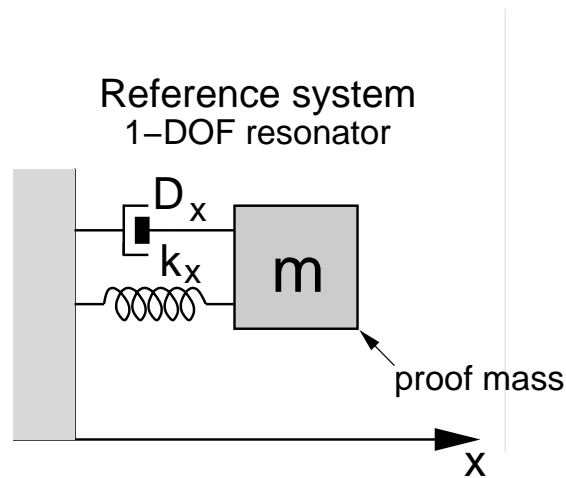 Reference system
1−DOF resonator
Dx
kx
m
proof mass
x